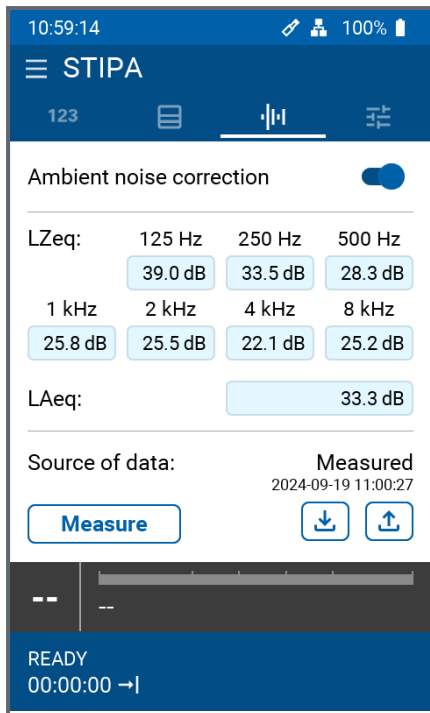 10:59:14 100%
STIPA
123
Ambient noise correction
LZeq: 125 Hz 250 Hz 500 Hz
39.0 dB 33.5 dB 28.3 dB
1 kHz 2 kHz 4 kHz 8 kHz
25.8 dB 25.5 dB 22.1 dB 25.2 dB
LAeq: 33.3 dB
Source of data: Measured
2024-09-19 11:00:27
Measure
-- --
READY
00:00:00